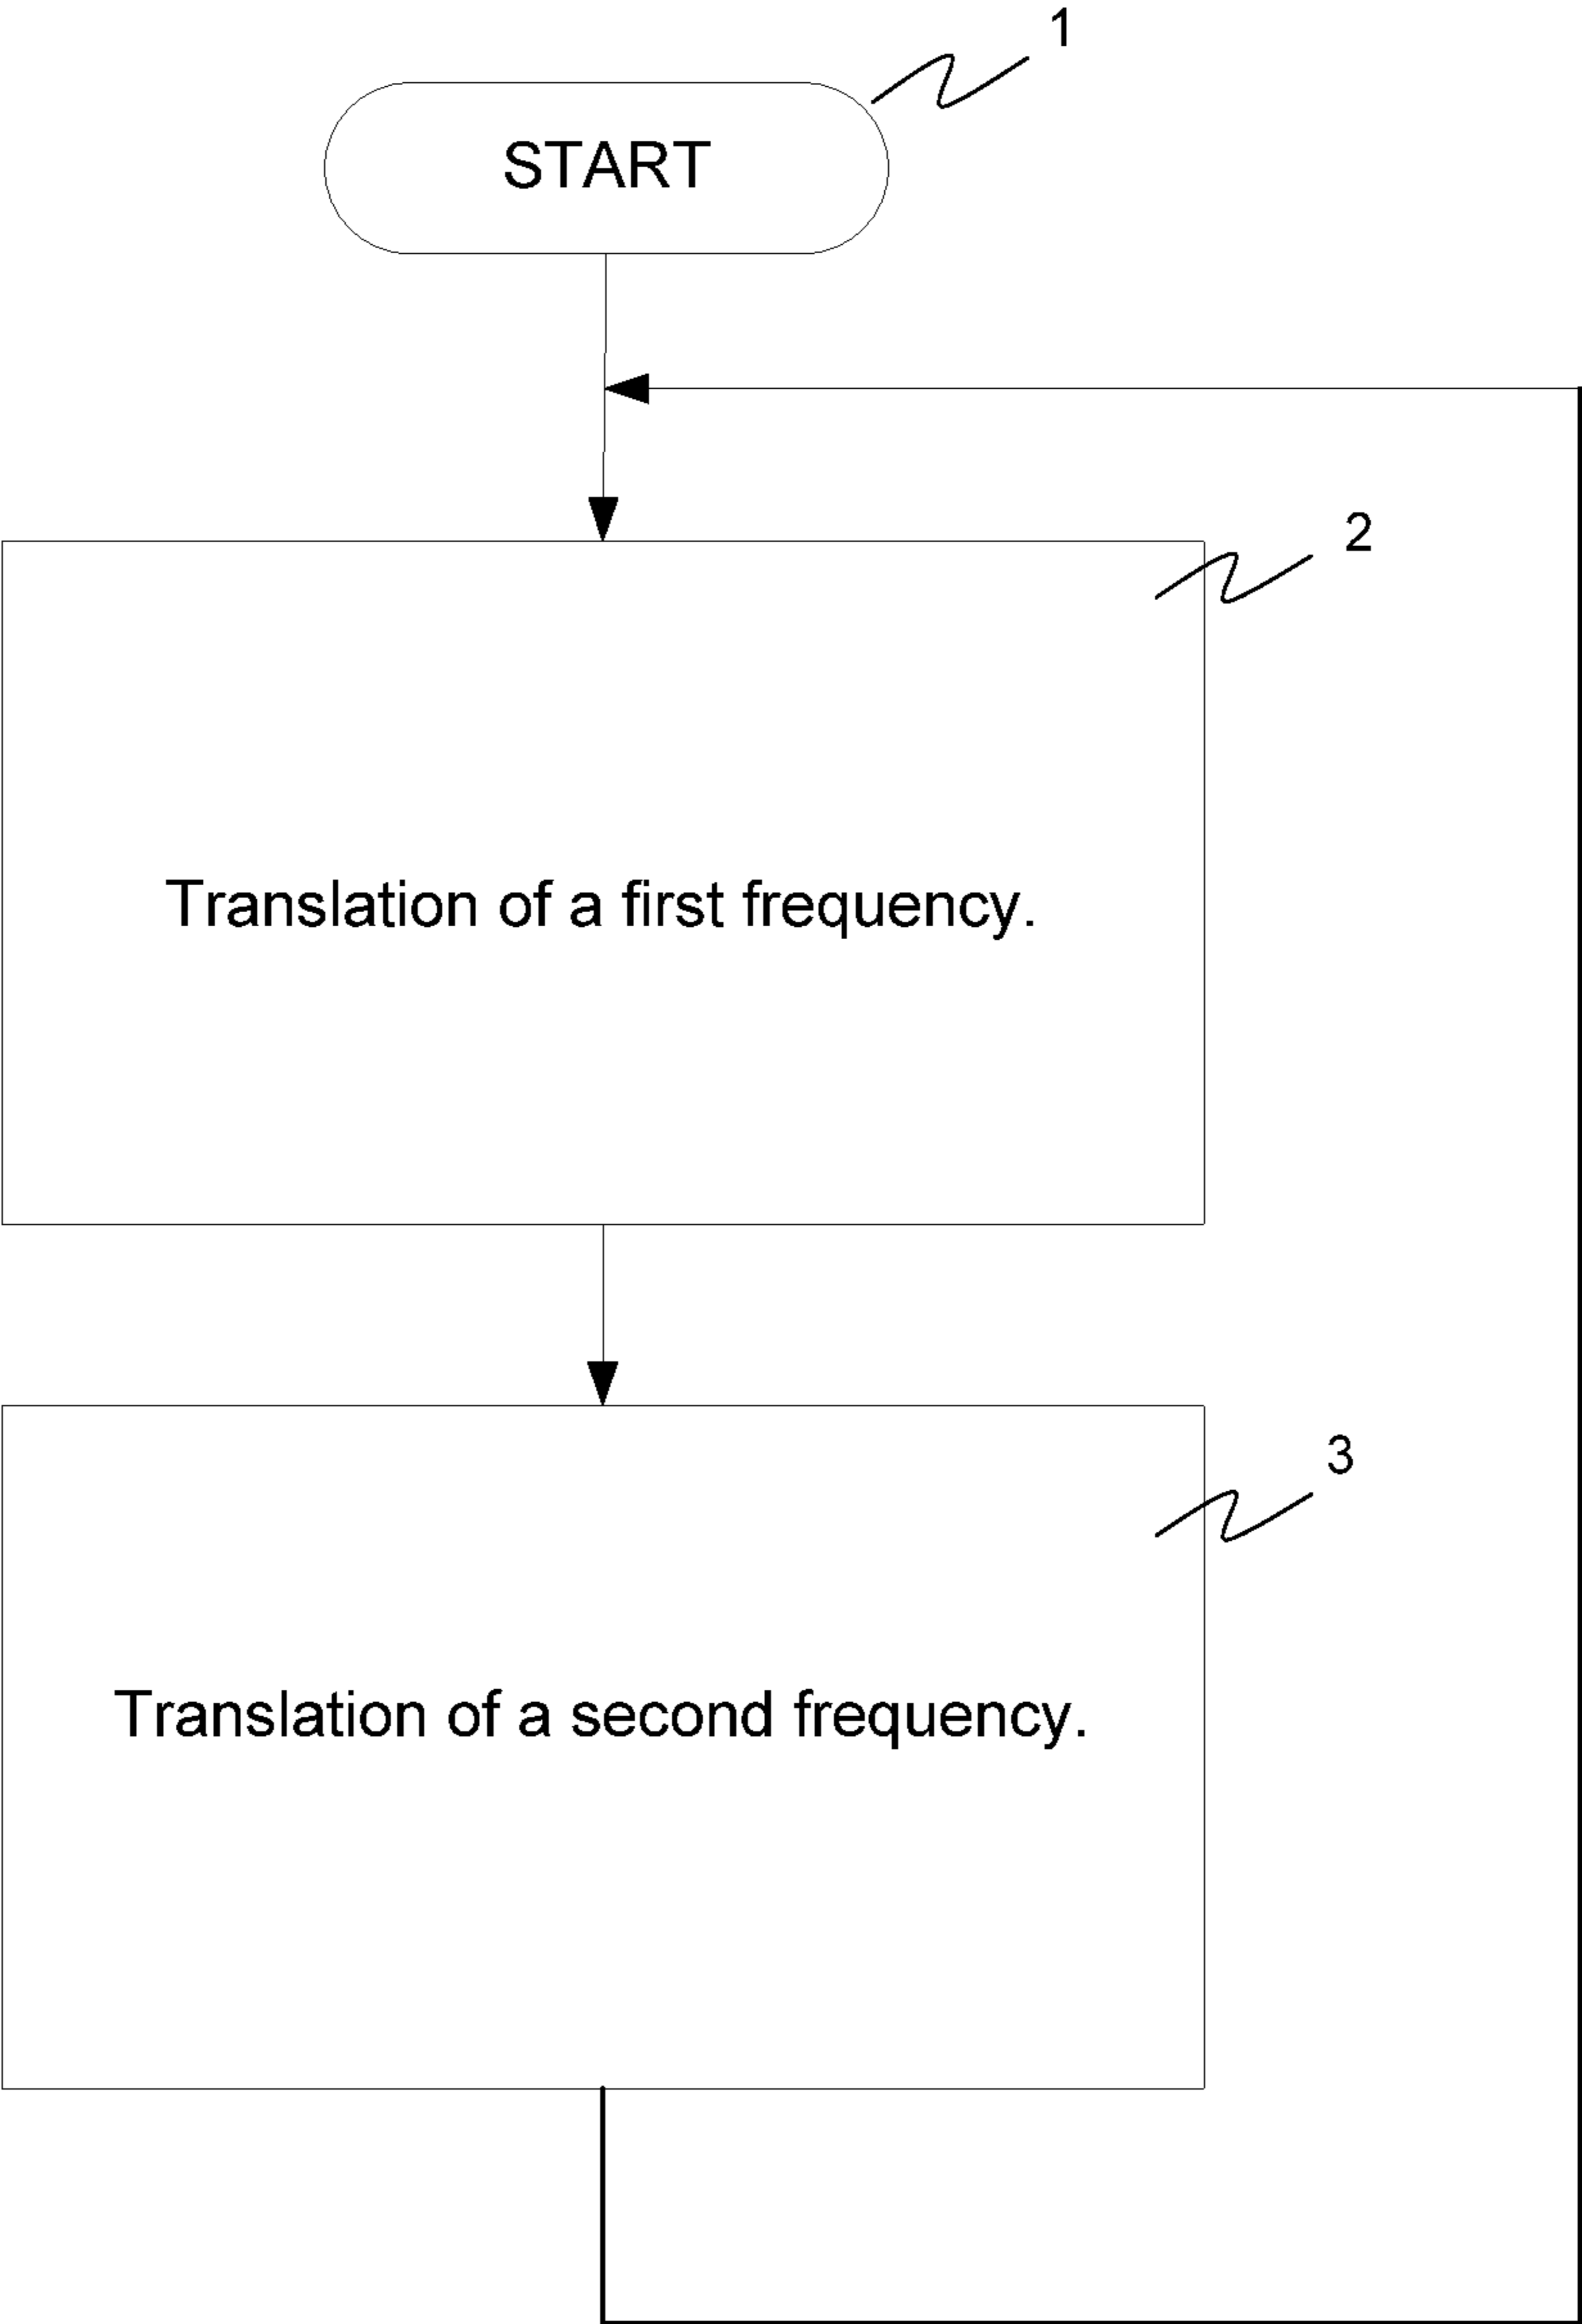 1
START
2
Translation of a first frequency.
3
Translation of a second frequency.